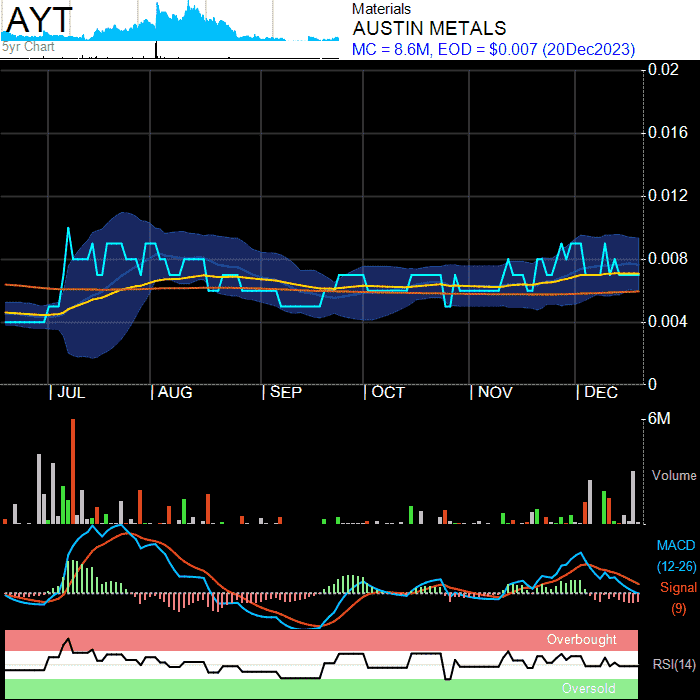 AYT
5yr Chart
Materials
AUSTIN METALS
MC = 8.6M, EOD = $0.007 (20Dec2023)
0.02
0.016
0.012
0.008
0.004
0
| JUL | AUG | SEP | OCT | NOV | DEC
6M
Volume
MACD
(12-26)
Signal
(9)
Overbought
RSI(14)
Oversold